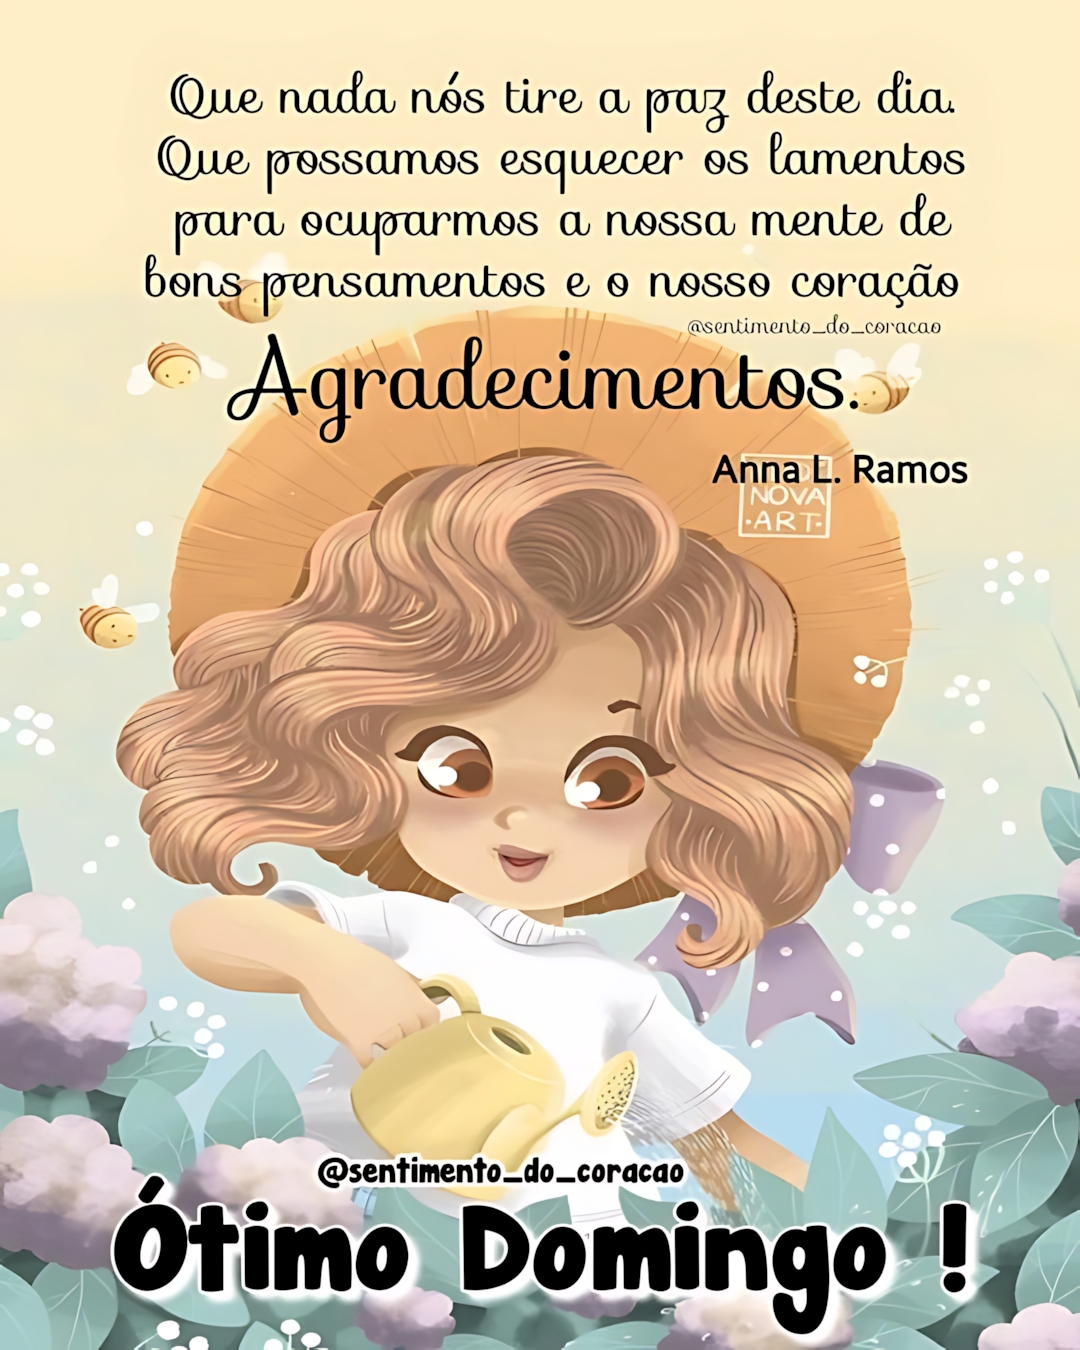 Que nada nós tire a paz deste dia.
Que possamos esquecer os lamentos
para ocuparmos a nossa mente de
bons pensamentos e o nosso coração
@sentimento_do_coracao
Agradecimentos.
Anna L. Ramos
NOVA
·ART·
@sentimento_do_coracao
Ótimo Domingo !